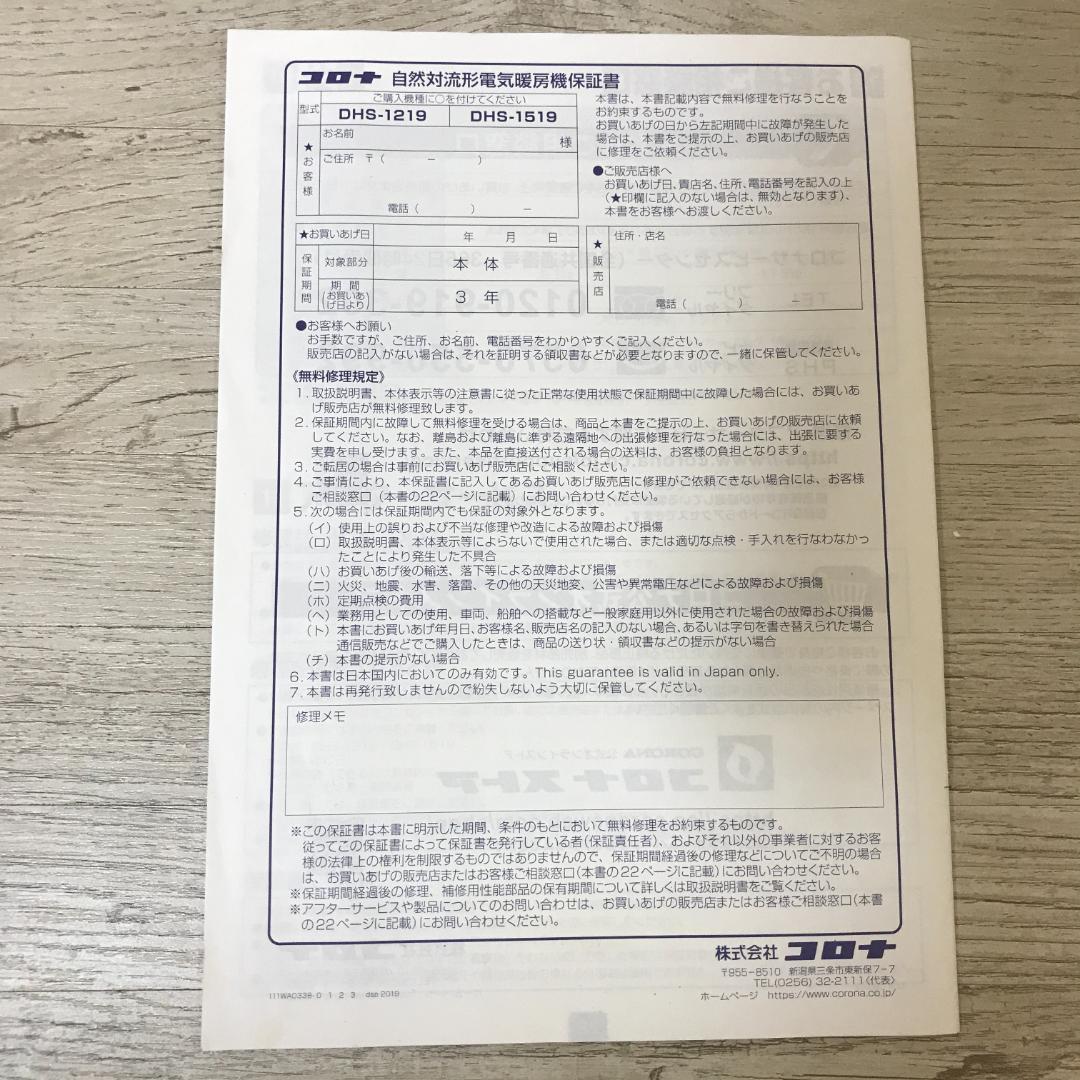 コロナ 自然対流形電気暖房機保証書
型式
ご購入機種に○を付けてください
DHS-1219 DHS-1519
★お客様
お名前
様
ご住所 〒( − )
電話( ) −
本書は、本書記載内容で無料修理を行なうことを
お約束するものです。
お買いあげの日から左記期間中に故障が発生した
場合は、本書をご提示の上、お買いあげの販売店
に修理をご依頼ください。
●ご販売店様へ
お買いあげ日、貴店名、住所、電話番号を記入の上
(★印欄に記入のない場合は、無効となります)、
本書をお客様へお渡しください。
★お買いあげ日 年 月 日
保証期間
対象部分 本 体
期 間
(お買いあげ日より)
3 年
★販売店
住所・店名
電話( ) −
●お客様へお願い
お手数ですが、ご住所、お名前、電話番号をわかりやすくご記入ください。
販売店の記入がない場合は、それを証明する領収書などが必要となりますので、一緒に保管してください。
《無料修理規定》
1. 取扱説明書、本体表示等の注意書に従った正常な使用状態で保証期間中に故障した場合には、お買いあ
げ販売店が無料修理致します。
2. 保証期間内に故障して無料修理を受ける場合は、商品と本書をご提示の上、お買いあげの販売店に依頼
してください。なお、離島および離島に準ずる遠隔地への出張修理を行なった場合には、出張に要する
実費を申し受けます。また、本品を直接送付される場合の送料は、お客様の負担となります。
3. ご転居の場合は事前にお買いあげ販売店にご相談ください。
4. ご事情により、本保証書に記入してあるお買いあげ販売店に修理がご依頼できない場合には、お客様
ご相談窓口(本書の22ページに記載)にお問い合わせください。
5. 次の場合には保証期間内でも保証の対象外となります。
(イ)使用上の誤りおよび不当な修理や改造による故障および損傷
(ロ)取扱説明書、本体表示等によらないで使用された場合、または適切な点検・手入れを行なわなかっ
たことにより発生した不具合
(ハ)お買いあげ後の輸送、落下等による故障および損傷
(ニ)火災、地震、水害、落雷、その他の天災地変、公害や異常電圧などによる故障および損傷
(ホ)定期点検の費用
(ヘ)業務用としての使用、車両、船舶への搭載など一般家庭用以外に使用された場合の故障および損傷
(ト)本書にお買いあげ年月日、お客様名、販売店名の記入のない場合、あるいは字句を書き替えられた場合
通信販売などでご購入したときは、商品の送り状・領収書などの提示がない場合
(チ)本書の提示がない場合
6. 本書は日本国内においてのみ有効です。This guarantee is valid in Japan only.
7. 本書は再発行致しませんので紛失しないよう大切に保管してください。
修理メモ
※この保証書は本書に明示した期間、条件のもとにおいて無料修理をお約束するものです。
従ってこの保証書によって保証書を発行している者(保証責任者)、およびそれ以外の事業者に対するお客
様の法律上の権利を制限するものではありませんので、保証期間経過後の修理などについてご不明の場合
は、お買いあげの販売店またはお客様ご相談窓口(本書の22ページに記載)にお問い合わせください。
※保証期間経過後の修理、補修用性能部品の保有期間について詳しくは取扱説明書をご覧ください。
※アフターサービスや製品についてのお問い合わせは、お買いあげの販売店またはお客様ご相談窓口(本書
の22ページに記載)にお問い合わせください。
株式会社 コロナ
〒955-8510 新潟県三条市東新保7-7
TEL(0256) 32-2111(代表)
ホームページ https://www.corona.co.jp/
111WA0338-0 1 2 3 dsp 2019